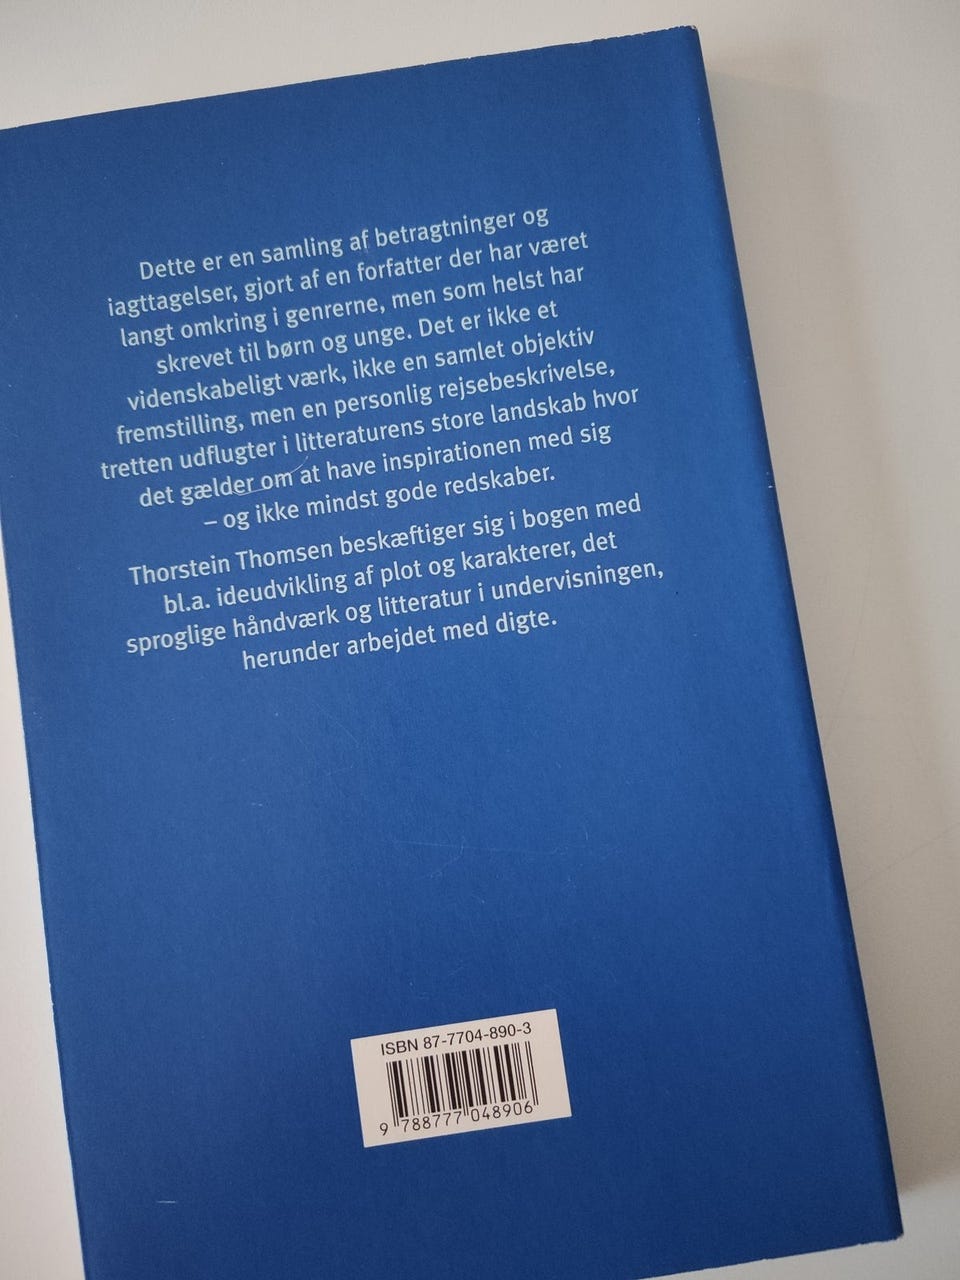 Dette er en samling af betragtninger og
iagttagelser, gjort af en forfatter der har været
langt omkring i genrerne, men som helst har
skrevet til børn og unge. Det er ikke et
videnskabeligt værk, ikke en samlet objektiv
fremstilling, men en personlig rejsebeskrivelse,
tretten udflugter i litteraturens store landskab hvor
det gælder om at have inspirationen med sig
– og ikke mindst gode redskaber.
Thorstein Thomsen beskæftiger sig i bogen med
bl.a. ideudvikling af plot og karakterer, det
sproglige håndværk og litteratur i undervisningen,
herunder arbejdet med digte.
ISBN 87-7704-890-3
9 788777 048906